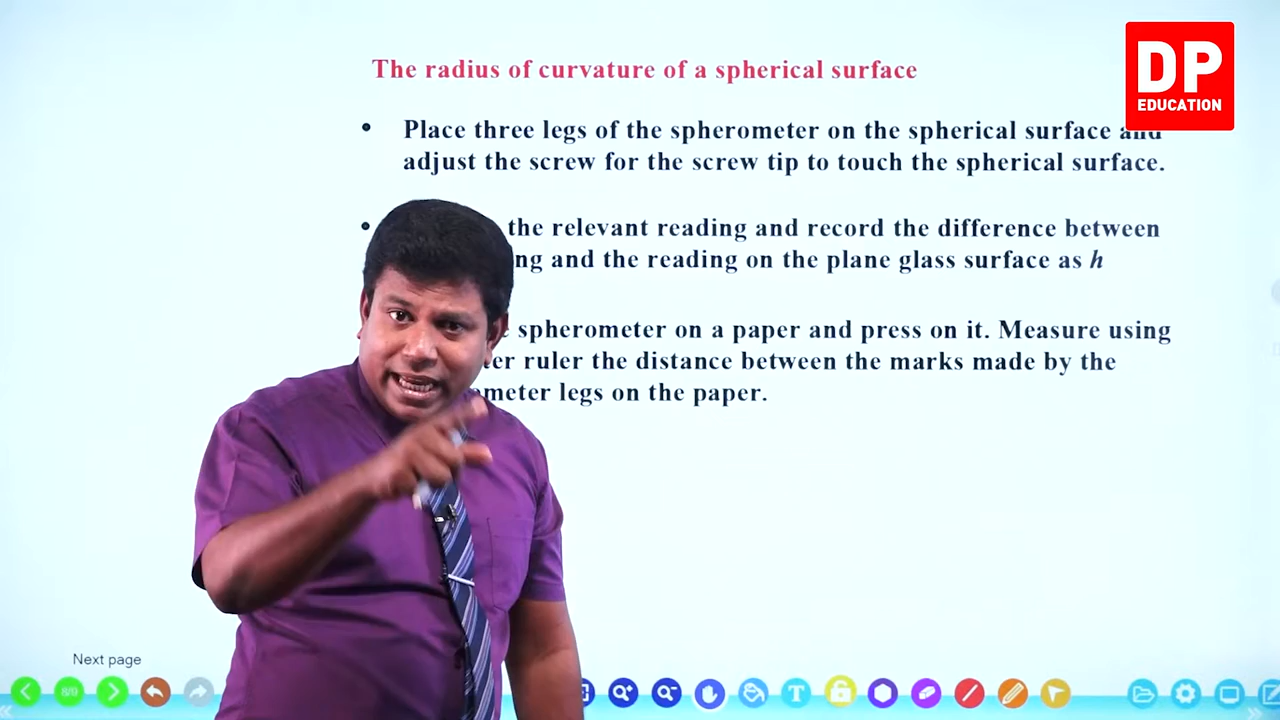 The radius of curvature of a spherical surface
DP
EDUCATION
• Place three legs of the spherometer on the spherical surface and
adjust the screw for the screw tip to touch the spherical surface.
• the relevant reading and record the difference between
and the reading on the plane glass surface as h
spherometer on a paper and press on it. Measure using
ruler the distance between the marks made by the
legs on the paper.
Next page
8/9
T